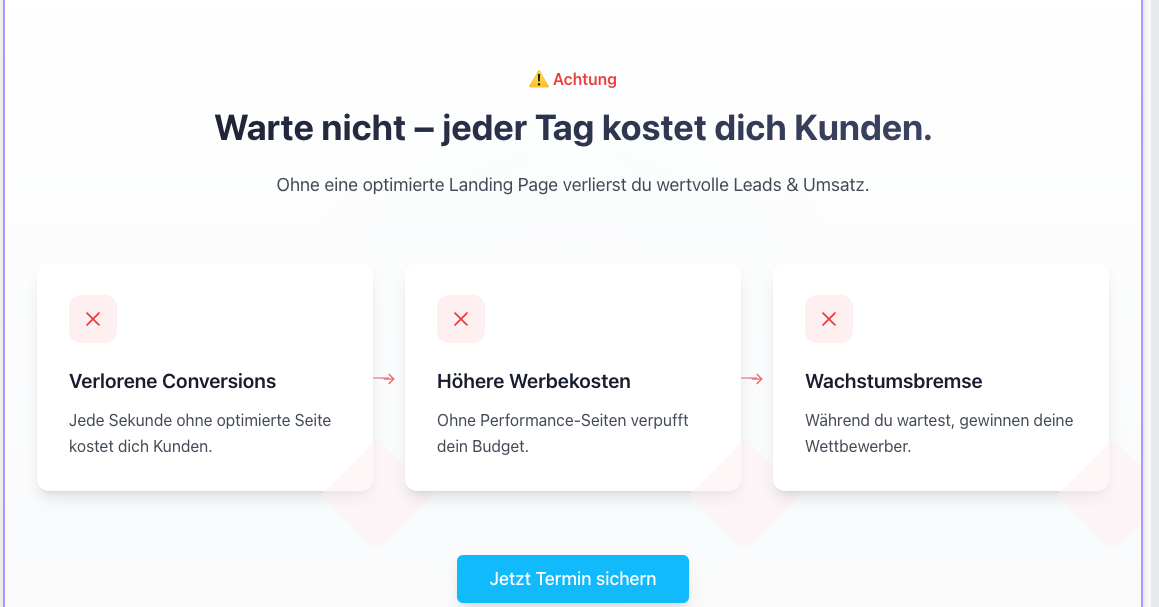 ⚠️ Achtung
Warte nicht – jeder Tag kostet dich Kunden.
Ohne eine optimierte Landing Page verlierst du wertvolle Leads & Umsatz.
Verlorene Conversions
Jede Sekunde ohne optimierte Seite
kostet dich Kunden.
Höhere Werbekosten
Ohne Performance-Seiten verpufft
dein Budget.
Wachstumsbremse
Während du wartest, gewinnen deine
Wettbewerber.
Jetzt Termin sichern